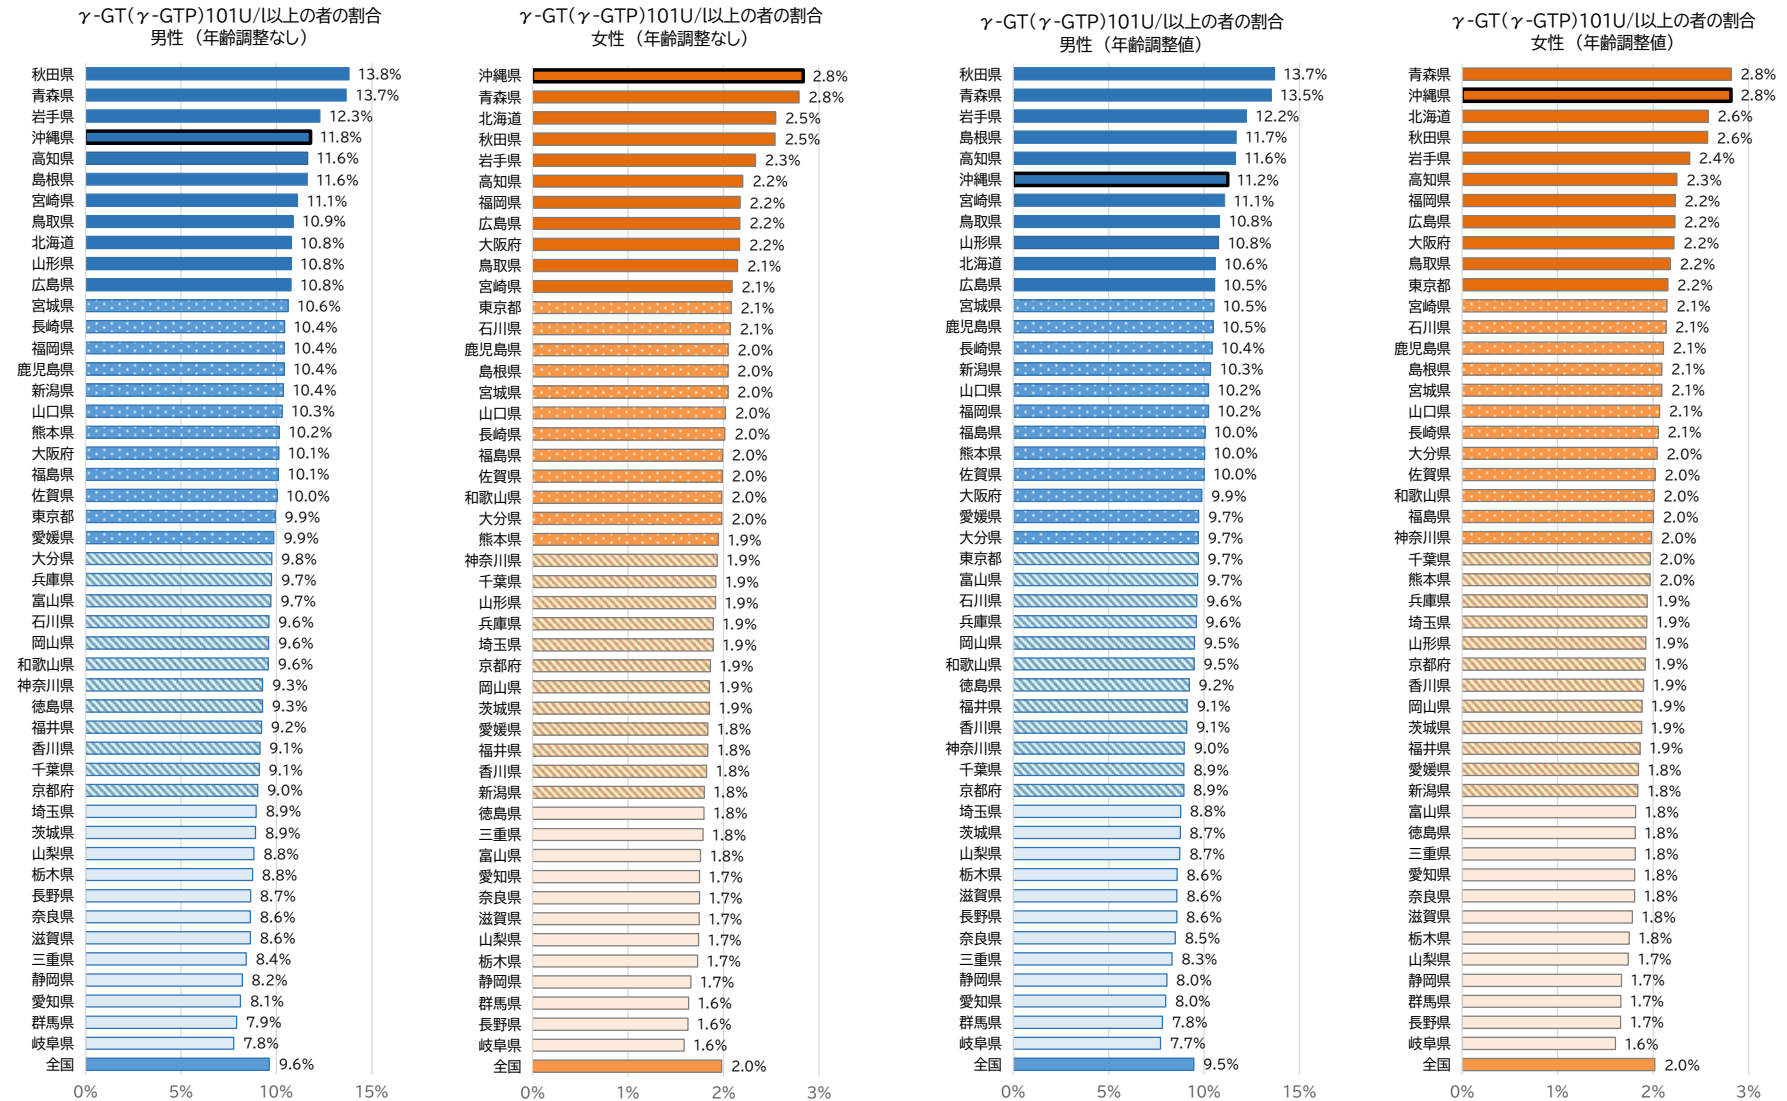 γ-GT(γ-GTP)101U/l以上の者の割合
男性 (年齢調整なし)
秋田県 13.8%
青森県 13.7%
岩手県 12.3%
沖縄県 11.8%
高知県 11.6%
島根県 11.6%
宮崎県 11.1%
鳥取県 10.9%
北海道 10.8%
山形県 10.8%
広島県 10.8%
宮城県 10.6%
長崎県 10.4%
福岡県 10.4%
鹿児島県 10.4%
新潟県 10.4%
山口県 10.3%
熊本県 10.2%
大阪府 10.1%
福島県 10.1%
佐賀県 10.0%
東京都 9.9%
愛媛県 9.9%
大分県 9.8%
兵庫県 9.7%
富山県 9.7%
石川県 9.6%
岡山県 9.6%
和歌山県 9.6%
神奈川県 9.3%
徳島県 9.3%
福井県 9.2%
香川県 9.1%
千葉県 9.1%
京都府 9.0%
埼玉県 8.9%
茨城県 8.9%
山梨県 8.8%
栃木県 8.8%
長野県 8.7%
奈良県 8.6%
滋賀県 8.6%
三重県 8.4%
静岡県 8.2%
愛知県 8.1%
群馬県 7.9%
岐阜県 7.8%
全国 9.6%
0% 5% 10% 15%
γ-GT(γ-GTP)101U/l以上の者の割合
女性 (年齢調整なし)
沖縄県 2.8%
青森県 2.8%
北海道 2.5%
秋田県 2.5%
岩手県 2.3%
高知県 2.2%
福岡県 2.2%
広島県 2.2%
大阪府 2.2%
鳥取県 2.1%
宮崎県 2.1%
東京都 2.1%
石川県 2.1%
鹿児島県 2.0%
島根県 2.0%
宮城県 2.0%
山口県 2.0%
長崎県 2.0%
福島県 2.0%
佐賀県 2.0%
和歌山県 2.0%
大分県 2.0%
熊本県 1.9%
神奈川県 1.9%
千葉県 1.9%
山形県 1.9%
兵庫県 1.9%
埼玉県 1.9%
京都府 1.9%
岡山県 1.9%
茨城県 1.9%
愛媛県 1.8%
福井県 1.8%
香川県 1.8%
新潟県 1.8%
徳島県 1.8%
三重県 1.8%
富山県 1.8%
愛知県 1.7%
奈良県 1.7%
滋賀県 1.7%
山梨県 1.7%
栃木県 1.7%
静岡県 1.7%
群馬県 1.6%
長野県 1.6%
岐阜県 1.6%
全国 2.0%
0% 1% 2% 3%
γ-GT(γ-GTP)101U/l以上の者の割合
男性 (年齢調整値)
秋田県 13.7%
青森県 13.5%
岩手県 12.2%
島根県 11.7%
高知県 11.6%
沖縄県 11.2%
宮崎県 11.1%
鳥取県 10.8%
山形県 10.8%
北海道 10.6%
広島県 10.5%
宮城県 10.5%
鹿児島県 10.5%
長崎県 10.4%
新潟県 10.3%
山口県 10.2%
福岡県 10.2%
福島県 10.0%
熊本県 10.0%
佐賀県 10.0%
大阪府 9.9%
愛媛県 9.7%
大分県 9.7%
東京都 9.7%
富山県 9.7%
石川県 9.6%
兵庫県 9.6%
岡山県 9.5%
和歌山県 9.5%
徳島県 9.2%
福井県 9.1%
香川県 9.1%
神奈川県 9.0%
千葉県 8.9%
京都府 8.9%
埼玉県 8.8%
茨城県 8.7%
山梨県 8.7%
栃木県 8.6%
滋賀県 8.6%
長野県 8.6%
奈良県 8.5%
三重県 8.3%
静岡県 8.0%
愛知県 8.0%
群馬県 7.8%
岐阜県 7.7%
全国 9.5%
0% 5% 10% 15%
γ-GT(γ-GTP)101U/l以上の者の割合
女性 (年齢調整値)
青森県 2.8%
沖縄県 2.8%
北海道 2.6%
秋田県 2.6%
岩手県 2.4%
高知県 2.3%
福岡県 2.2%
広島県 2.2%
大阪府 2.2%
鳥取県 2.2%
東京都 2.2%
宮崎県 2.1%
石川県 2.1%
鹿児島県 2.1%
島根県 2.1%
宮城県 2.1%
山口県 2.1%
長崎県 2.1%
大分県 2.0%
佐賀県 2.0%
和歌山県 2.0%
福島県 2.0%
神奈川県 2.0%
千葉県 2.0%
熊本県 2.0%
兵庫県 1.9%
埼玉県 1.9%
山形県 1.9%
京都府 1.9%
香川県 1.9%
岡山県 1.9%
茨城県 1.9%
福井県 1.9%
愛媛県 1.8%
新潟県 1.8%
富山県 1.8%
徳島県 1.8%
三重県 1.8%
愛知県 1.8%
奈良県 1.8%
滋賀県 1.8%
栃木県 1.8%
山梨県 1.7%
静岡県 1.7%
群馬県 1.7%
長野県 1.7%
岐阜県 1.6%
全国 2.0%
0% 1% 2% 3%